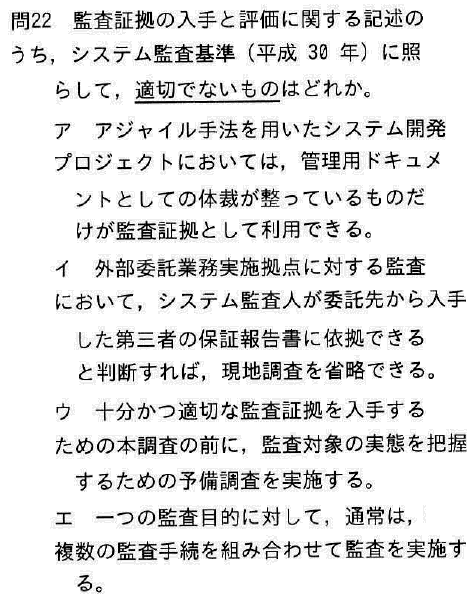 問22 監査証拠の入手と評価に関する記述の
うち，システム監査基準（平成 30 年）に照
らして，適切でないものはどれか。
ア アジャイル手法を用いたシステム開発
プロジェクトにおいては，管理用ドキュメ
ントとしての体裁が整っているものだ
けが監査証拠として利用できる。
イ 外部委託業務実施拠点に対する監査
において，システム監査人が委託先から入手
した第三者の保証報告書に依拠できる
と判断すれば，現地調査を省略できる。
ウ 十分かつ適切な監査証拠を入手する
ための本調査の前に，監査対象の実態を把握
するための予備調査を実施する。
エ 一つの監査目的に対して，通常は，
複数の監査手続を組み合わせて監査を実施す
る。